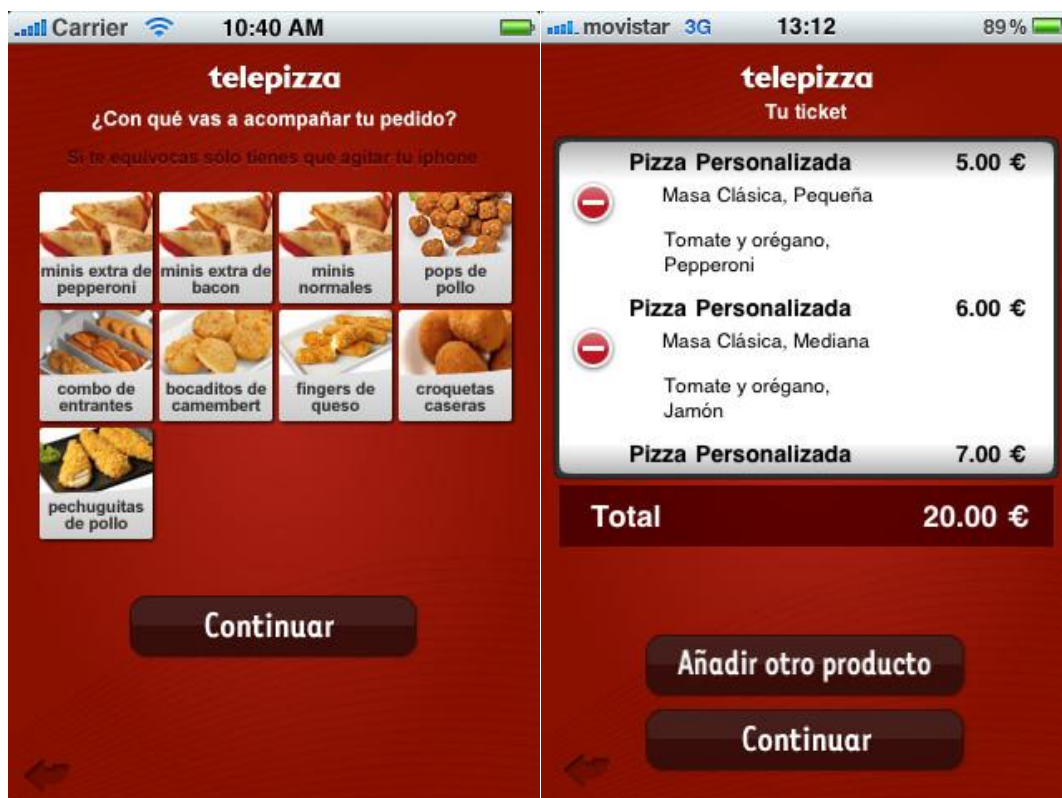 Carrier 10:40 AM
telepizza
¿Con qué vas a acompañar tu pedido?
Si te equivocas sólo tienes que agitar tu iphone
minis extra de pepperoni
minis extra de bacon
minis normales
pops de pollo
combo de entrantes
bocaditos de camembert
fingers de queso
croquetas caseras
pechuguitas de pollo
Continuar
movistar 3G 13:12 89%
telepizza
Tu ticket
Pizza Personalizada 5.00 €
Masa Clásica, Pequeña
Tomate y orégano,
Pepperoni
Pizza Personalizada 6.00 €
Masa Clásica, Mediana
Tomate y orégano,
Jamón
Pizza Personalizada 7.00 €
Total 20.00 €
Añadir otro producto
Continuar